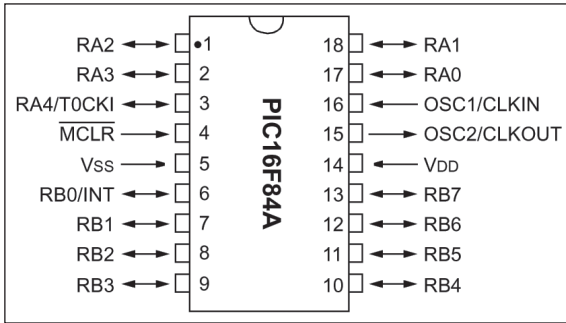 RA2 •1 18 RA1
RA3 2 17 RA0
RA4/T0CKI 3 16 OSC1/CLKIN
MCLR 4 15 OSC2/CLKOUT
VSS 5 14 VDD
RB0/INT 6 13 RB7
RB1 7 12 RB6
RB2 8 11 RB5
RB3 9 10 RB4
PIC16F84A